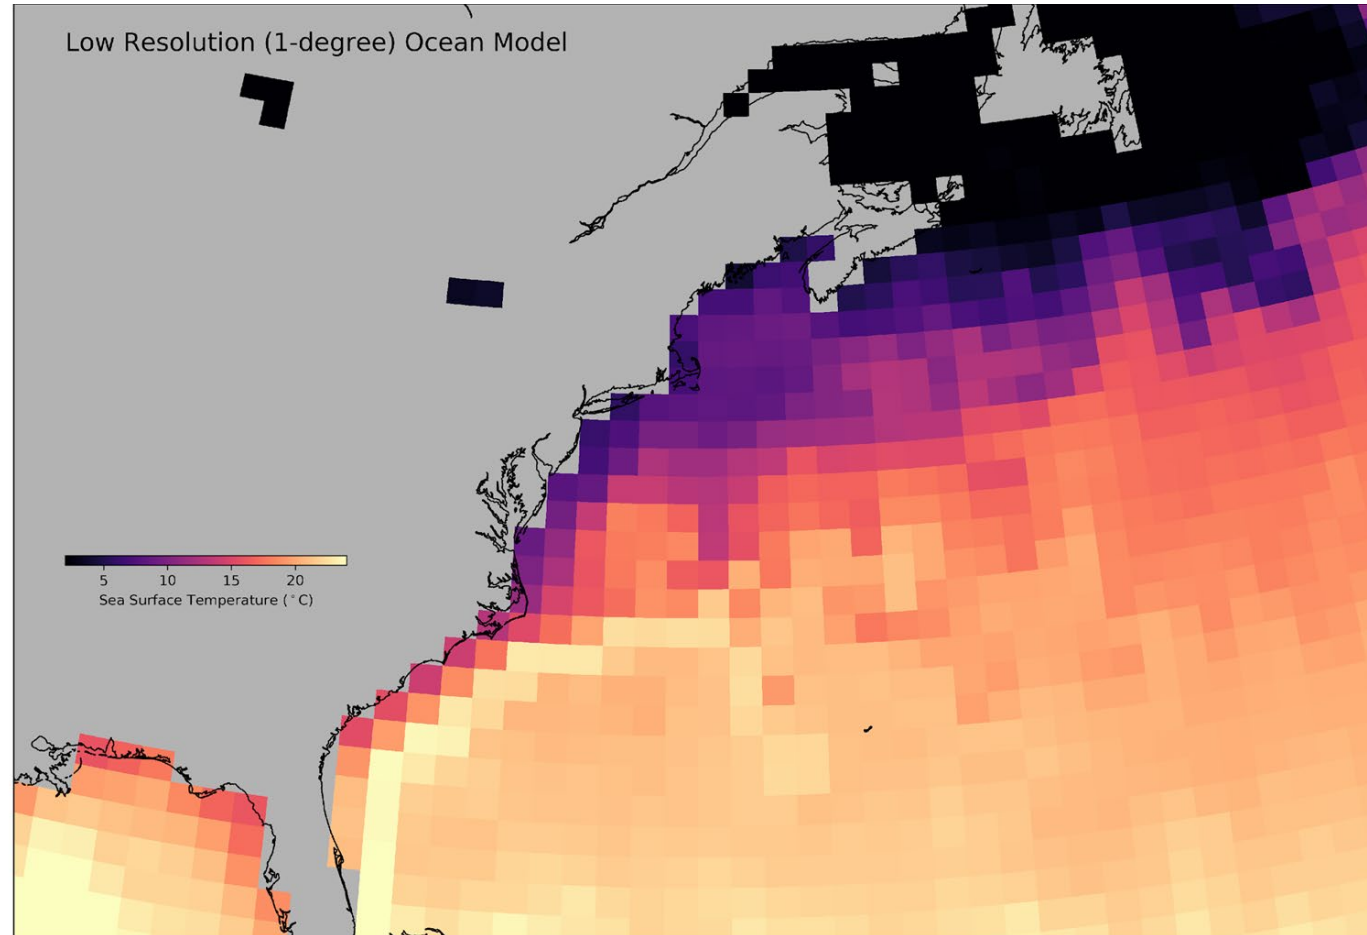 Low Resolution (1-degree) Ocean Model
5 10 15 20
Sea Surface Temperature (°C)